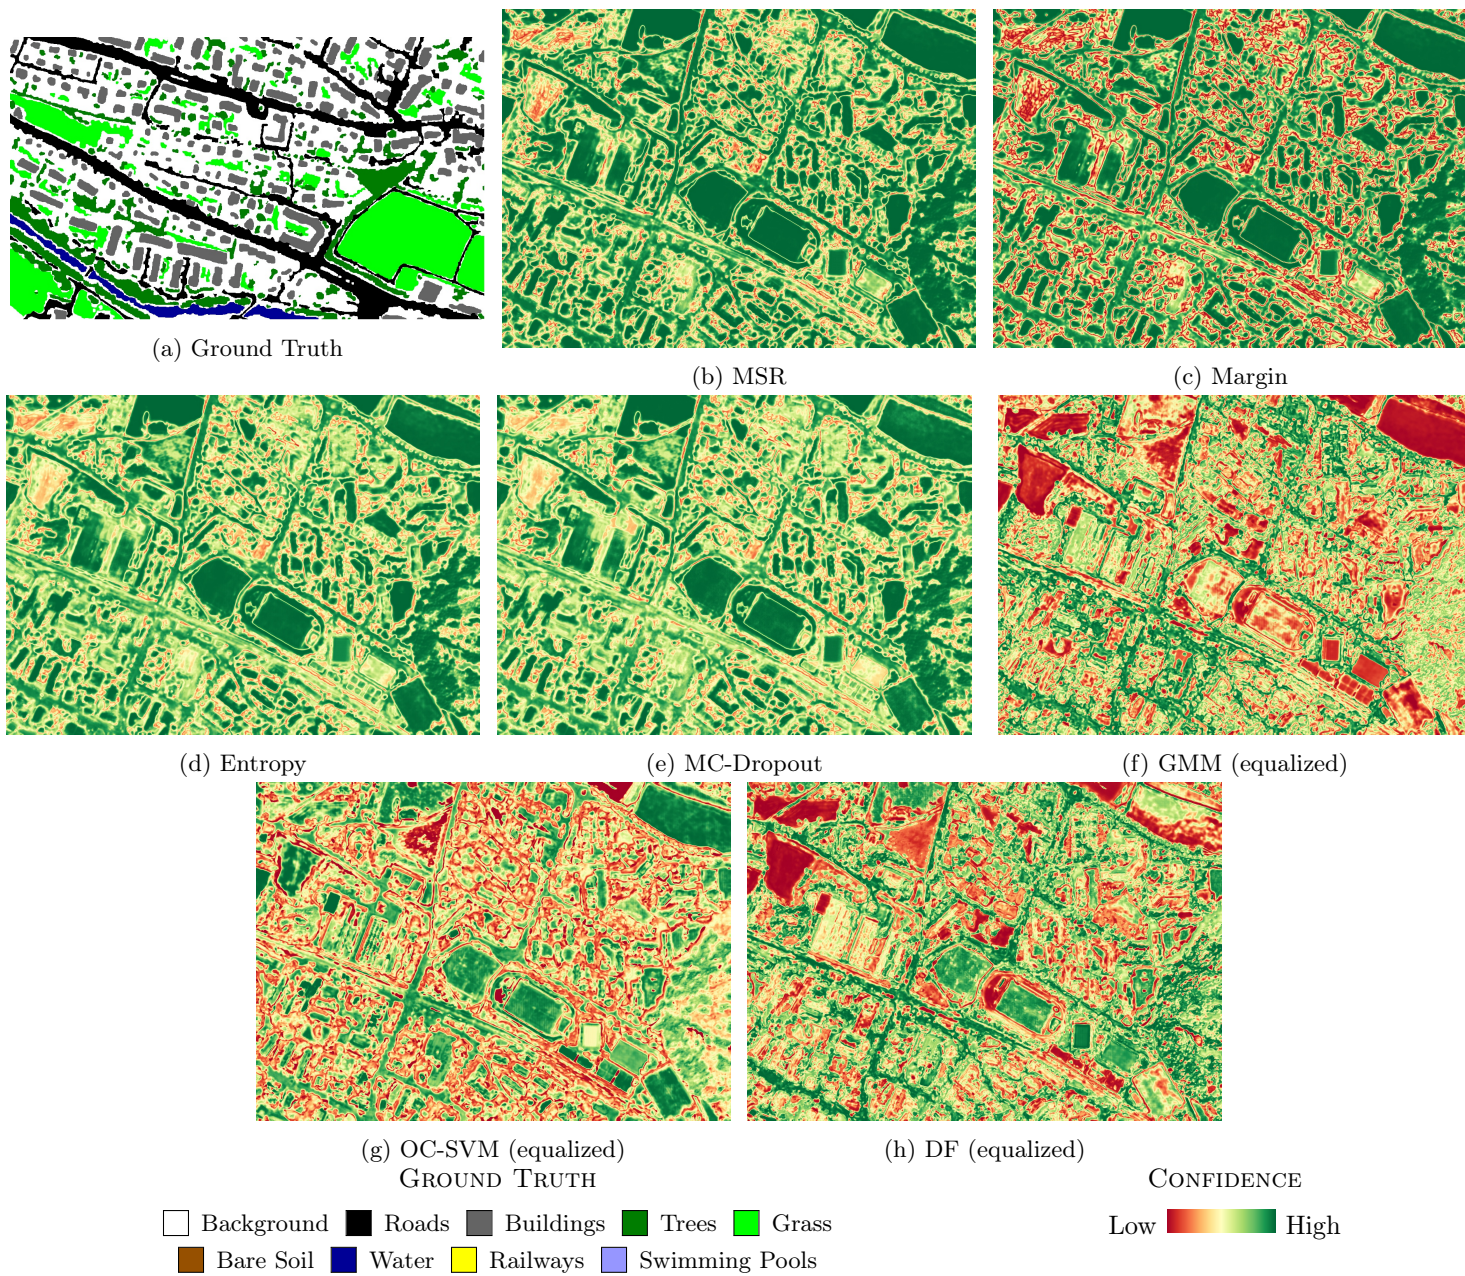 (a) Ground Truth
(b) MSR
(c) Margin
(d) Entropy
(e) MC-Dropout
(f) GMM (equalized)
(g) OC-SVM (equalized)
(h) DF (equalized)
GROUND TRUTH
CONFIDENCE
Background Roads Buildings Trees Grass
Low High
Bare Soil Water Railways Swimming Pools